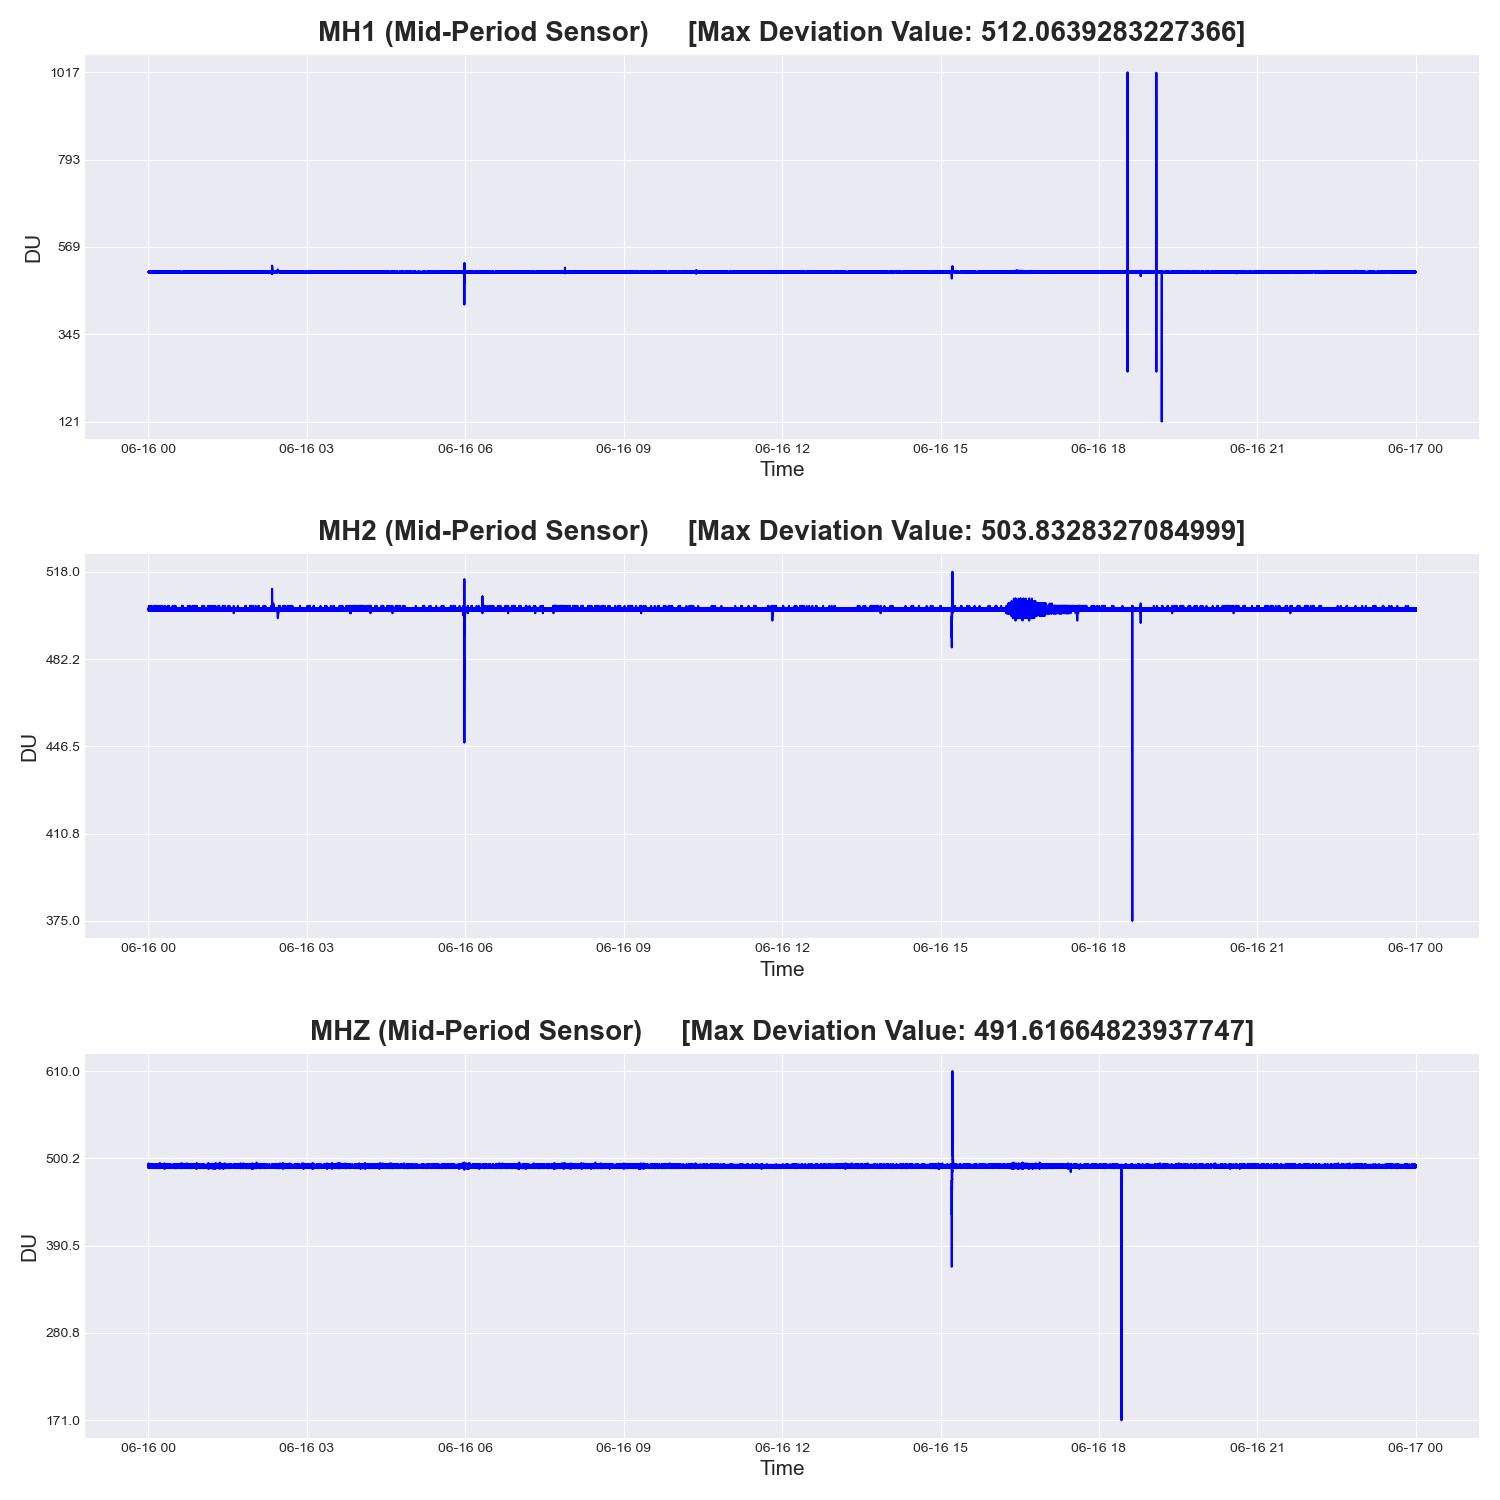 MH1 (Mid-Period Sensor) [Max Deviation Value: 512.0639283227366]
1017
793
569
345
121
DU
06-16 00 06-16 03 06-16 06 06-16 09 06-16 12 06-16 15 06-16 18 06-16 21 06-17 00
Time
MH2 (Mid-Period Sensor) [Max Deviation Value: 503.8328327084999]
518.0
482.2
446.5
410.8
375.0
DU
06-16 00 06-16 03 06-16 06 06-16 09 06-16 12 06-16 15 06-16 18 06-16 21 06-17 00
Time
MHZ (Mid-Period Sensor) [Max Deviation Value: 491.61664823937747]
610.0
500.2
390.5
280.8
171.0
DU
06-16 00 06-16 03 06-16 06 06-16 09 06-16 12 06-16 15 06-16 18 06-16 21 06-17 00
Time